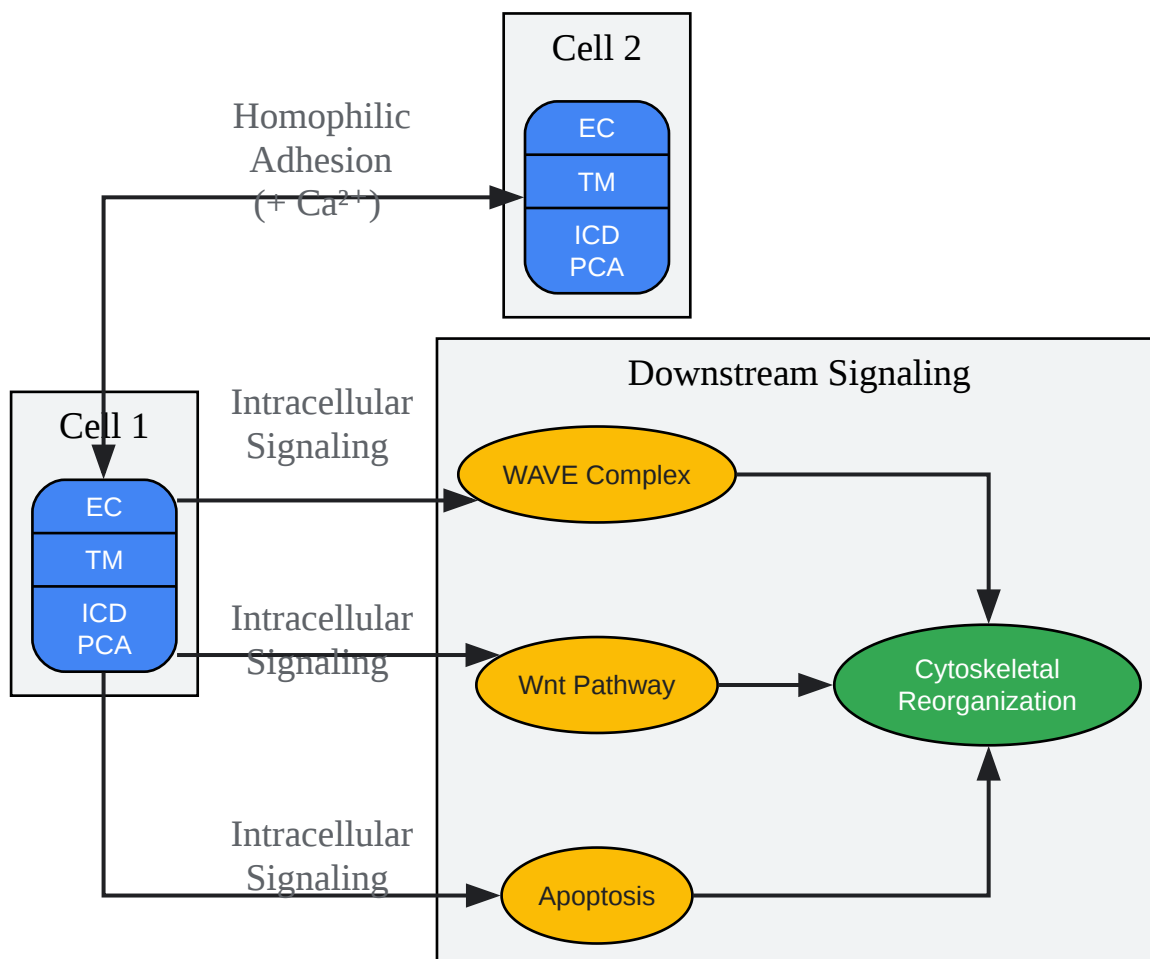 Cell 2
EC
TM
ICD
PCA
Homophilic
Adhesion
(+ Ca²⁺)
Downstream Signaling
Cell 1
EC
TM
ICD
PCA
Intracellular
Signaling
WAVE Complex
Intracellular
Signaling
Wnt Pathway
Cytoskeletal
Reorganization
Intracellular
Signaling
Apoptosis